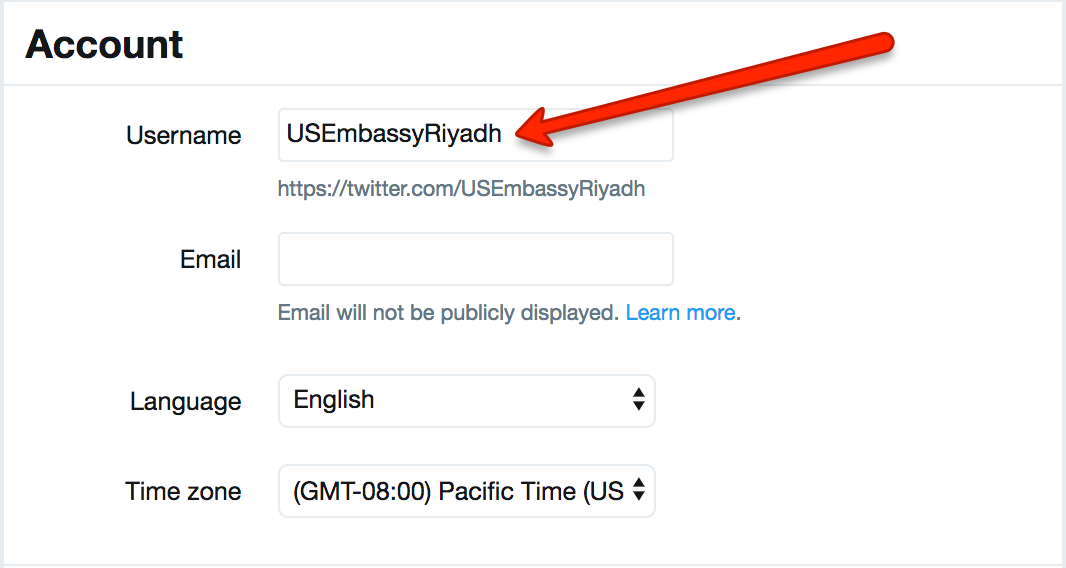 Account
Username
USEmbassyRiyadh
https://twitter.com/USEmbassyRiyadh
Email
Email will not be publicly displayed. Learn more.
Language
English
Time zone
(GMT-08:00) Pacific Time (US